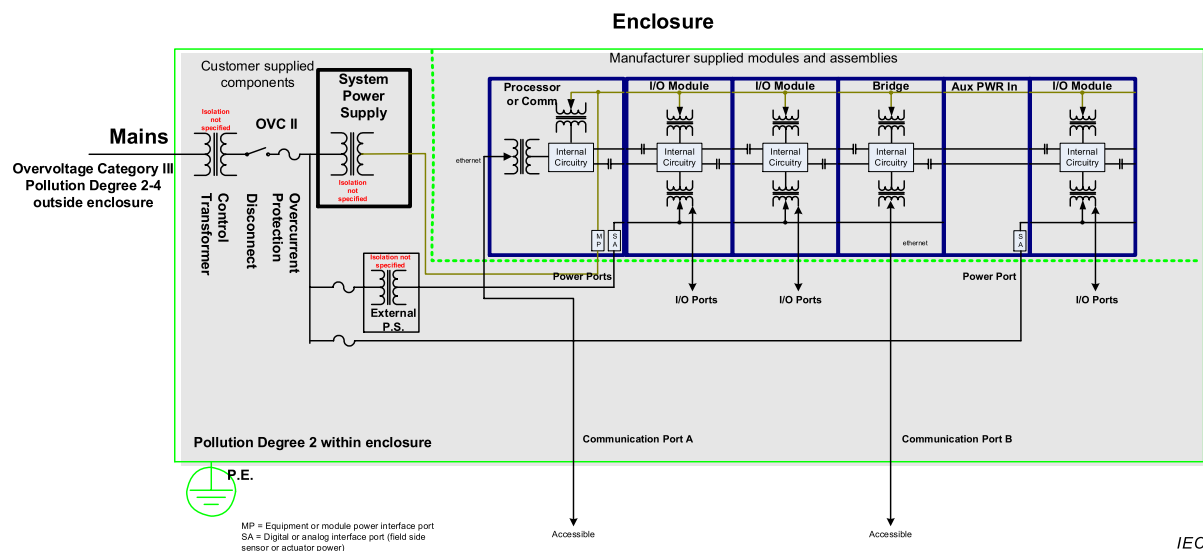 Enclosure
Manufacturer supplied modules and assemblies
Customer supplied
components
System
Power
Supply
Isolation
not
specified
OVC II
Isolation
not
specified
Mains
Overvoltage Category III
Pollution Degree 2-4
outside enclosure
Control
Transformer
Disconnect
Overcurrent
Protection
Processor
or Comm
I/O Module
I/O Module
Bridge
Aux PWR In
I/O Module
ethernet
Internal
Circuitry
Internal
Circuitry
Internal
Circuitry
Internal
Circuitry
Internal
Circuitry
M
P
S
A
ethernet
S
A
Isolation not
specified
External
P.S.
Power Ports
Power Port
I/O Ports
I/O Ports
I/O Ports
Pollution Degree 2 within enclosure
Communication Port A
Communication Port B
P.E.
MP = Equipment or module power interface port
SA = Digital or analog interface port (field side
sensor or actuator power)
Accessible
Accessible
IEC